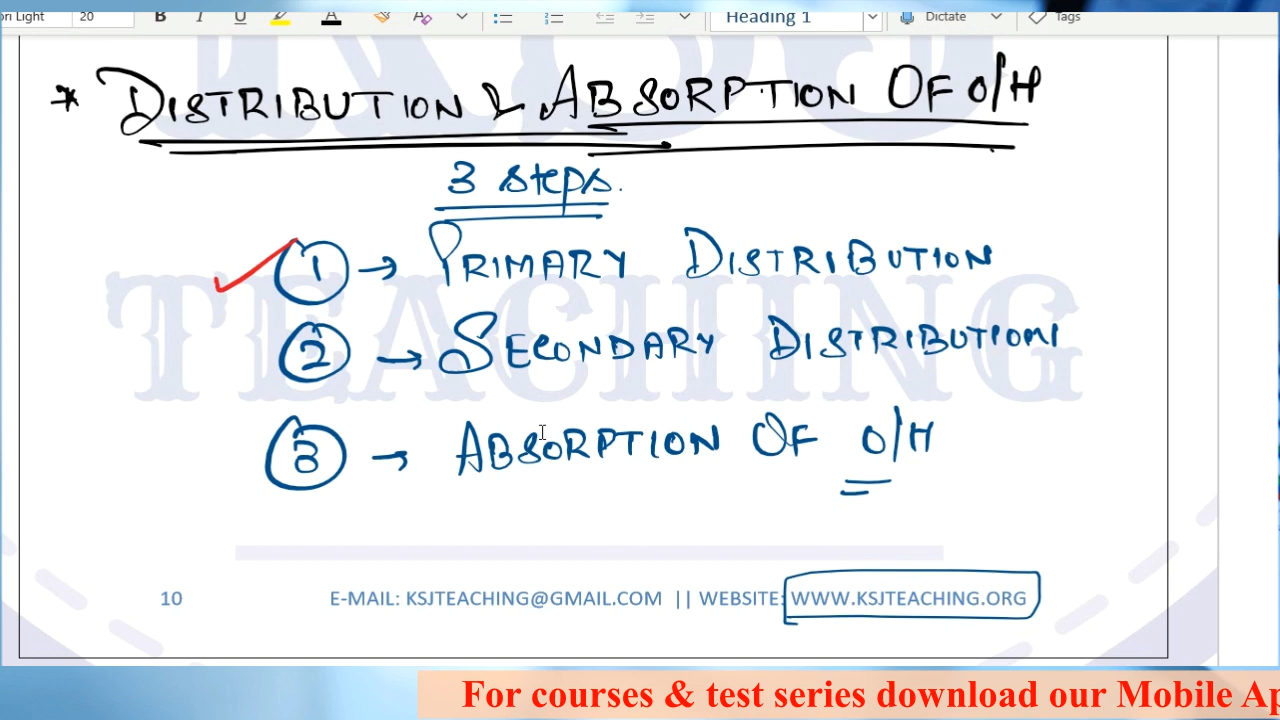 20 B I U A A Heading 1 Dictate Tags
* DISTRIBUTION & ABSORPTION OF O/H
3 steps.
1 → PRIMARY DISTRIBUTION
2 → SECONDARY DISTRIBUTION
3 → ABSORPTION OF O/H
TEACHING
10 E-MAIL: KSJTEACHING@GMAIL.COM || WEBSITE: WWW.KSJTEACHING.ORG
For courses & test series download our Mobile Ap